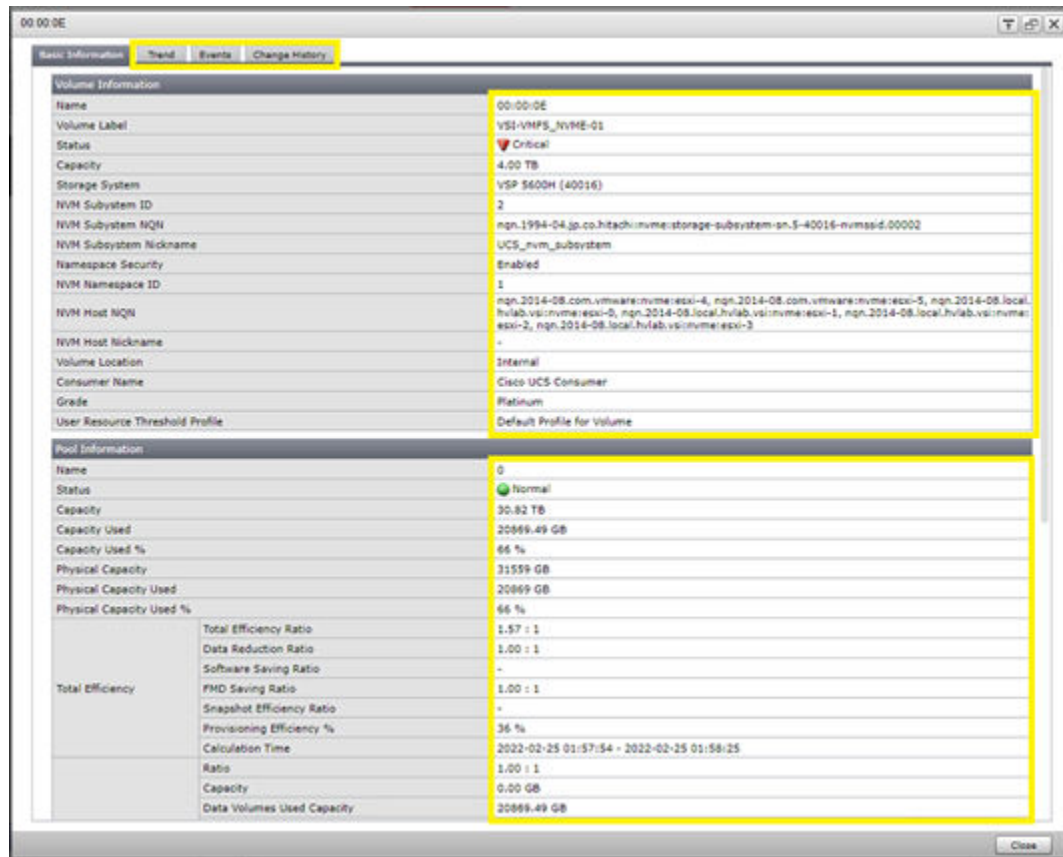 00:00:0E
Basic Information Trend Events Change History
Volume Information
Name 00:00:0E
Volume Label VSI-VMFS_NVME-01
Status Critical
Capacity 4.00 TB
Storage System VSP 5600H (40016)
NVM Subystem ID 2
NVM Subystem NQN nqn.1994-04.jp.co.hitachi:nvme:storage-subsystem-sn.5-40016-nvmssid.00002
NVM Subsystem Nickname UCS_nvm_subsystem
Namespace Security Enabled
NVM Namespace ID 1
NVM Host NQN nqn.2014-08.com.vmware:nvme:esxi-4, nqn.2014-08.com.vmware:nvme:esxi-5, nqn.2014-08.local.
hvlab.vsi:nvme:esxi-0, nqn.2014-08.local.hvlab.vsi:nvme:esxi-1, nqn.2014-08.local.hvlab.vsi:nvme:
esxi-2, nqn.2014-08.local.hvlab.vsi:nvme:esxi-3
NVM Host Nickname -
Volume Location Internal
Consumer Name Cisco UCS Consumer
Grade Platinum
User Resource Threshold Profile Default Profile for Volume
Pool Information
Name 0
Status Normal
Capacity 30.82 TB
Capacity Used 20869.49 GB
Capacity Used % 66 %
Physical Capacity 31559 GB
Physical Capacity Used 20869 GB
Physical Capacity Used % 66 %
Total Efficiency Ratio 1.57 : 1
Data Reduction Ratio 1.00 : 1
Software Saving Ratio -
Total Efficiency FMD Saving Ratio 1.00 : 1
Snapshot Efficiency Ratio -
Provisioning Efficiency % 36 %
Calculation Time 2022-02-25 01:57:54 - 2022-02-25 01:58:25
Ratio 1.00 : 1
Capacity 0.00 GB
Data Volumes Used Capacity 20869.49 GB
Close